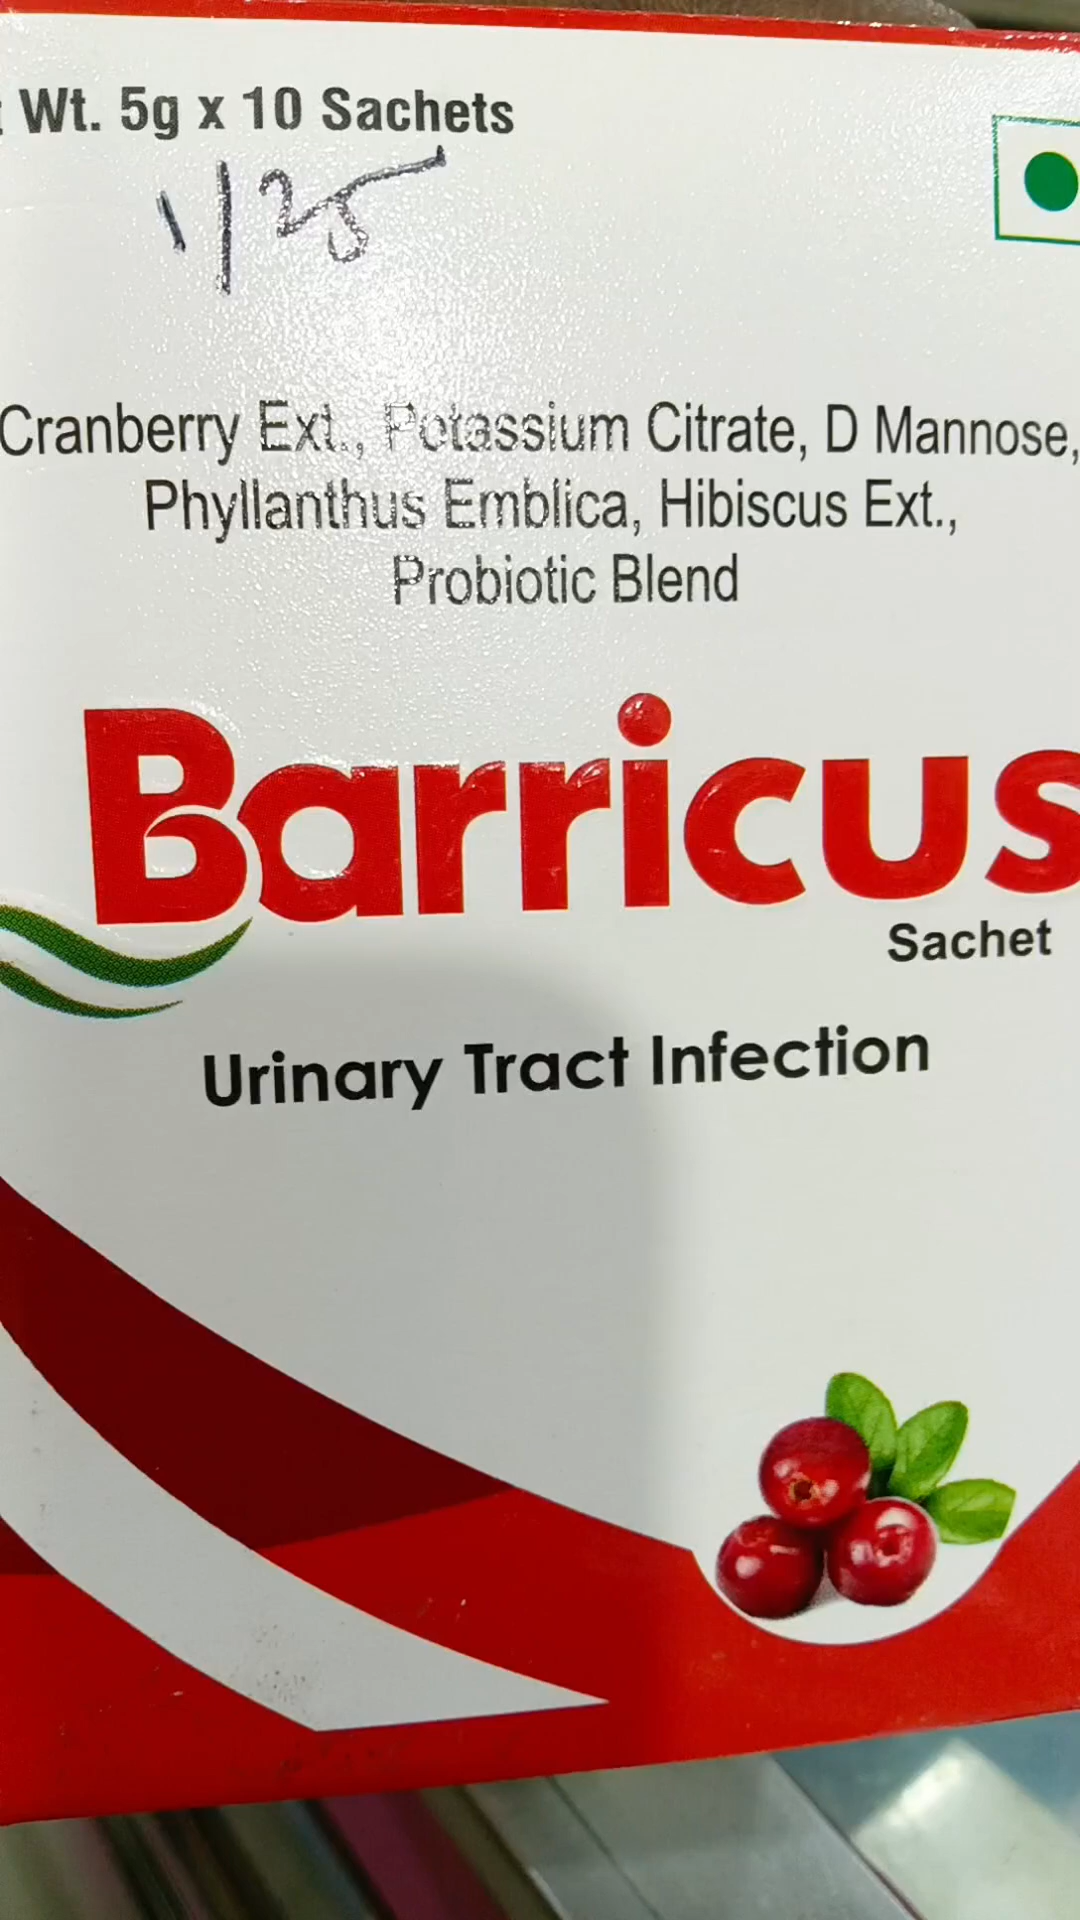 Wt. 5g x 10 Sachets
1/25
Cranberry Ext., Potassium Citrate, D Mannose,
Phyllanthus Emblica, Hibiscus Ext.,
Probiotic Blend
Barricus
Sachet
Urinary Tract Infection